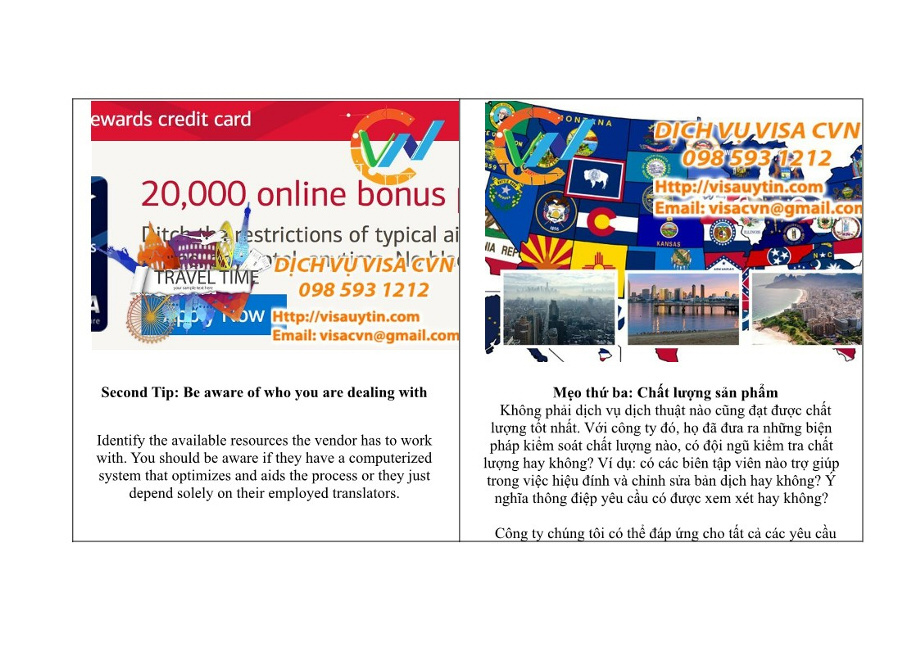 ewards credit card
20,000 online bonus
Ditch the restrictions of typical ai
TRAVEL TIME
DỊCH VỤ VISA CVN
098 593 1212
Apply Now
Http://visauytin.com
Email: visacvn@gmail.com
Second Tip: Be aware of who you are dealing with
Identify the available resources the vendor has to work
with. You should be aware if they have a computerized
system that optimizes and aids the process or they just
depend solely on their employed translators.
MONTANA
DỊCH VỤ VISA CVN
098 593 1212
Http://visauytin.com
Email: visacvn@gmail.com
KANSAS
ILLINOIS
NIA REP
Mẹo thứ ba: Chất lượng sản phẩm
Không phải dịch vụ dịch thuật nào cũng đạt được chất
lượng tốt nhất. Với công ty đó, họ đã đưa ra những biện
pháp kiểm soát chất lượng nào, có đội ngũ kiểm tra chất
lượng hay không? Ví dụ: có các biên tập viên nào trợ giúp
trong việc hiệu đính và chỉnh sửa bản dịch hay không? Ý
nghĩa thông điệp yêu cầu có được xem xét hay không?
Công ty chúng tôi có thể đáp ứng cho tất cả các yêu cầu